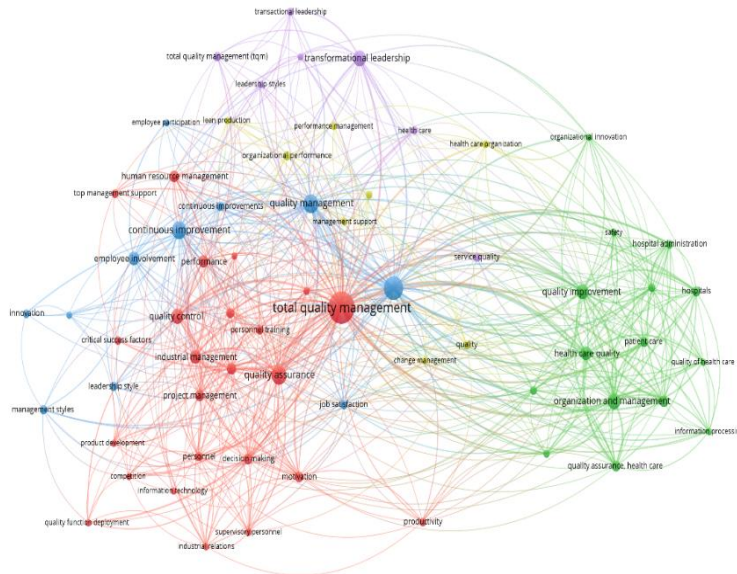 transactional leadership
total quality management (tqm)
transformational leadership
leadership styles
employee participation
lean production
performance management
health care
health care organization
organizational innovation
organizational performance
human resource management
top management support
continuous improvements
quality management
management support
continuous improvement
safety
hospital administration
employee involvement
performance
service quality
quality improvement
hospitals
total quality management
innovation
quality control
personnel training
critical success factors
quality
patient care
industrial management
change management
health care quality
quality of health care
quality assurance
leadership style
project management
job satisfaction
organization and management
management styles
information processi
product development
personnel
decision making
quality assurance, health care
competition
motivation
information technology
quality function deployment
productivity
supervisory personnel
industrial relations